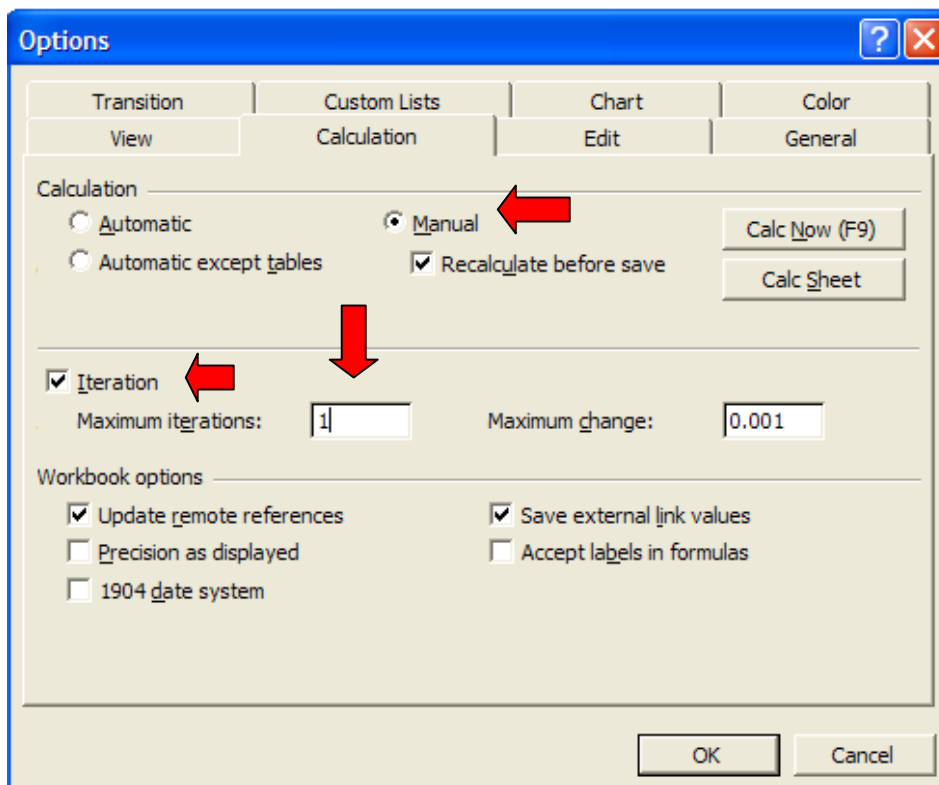 Options
Transition Custom Lists Chart Color
View Calculation Edit General
Calculation
Automatic Manual Calc Now (F9)
Automatic except tables Recalculate before save Calc Sheet
Iteration
Maximum iterations: 1 Maximum change: 0.001
Workbook options
Update remote references Save external link values
Precision as displayed Accept labels in formulas
1904 date system
OK Cancel